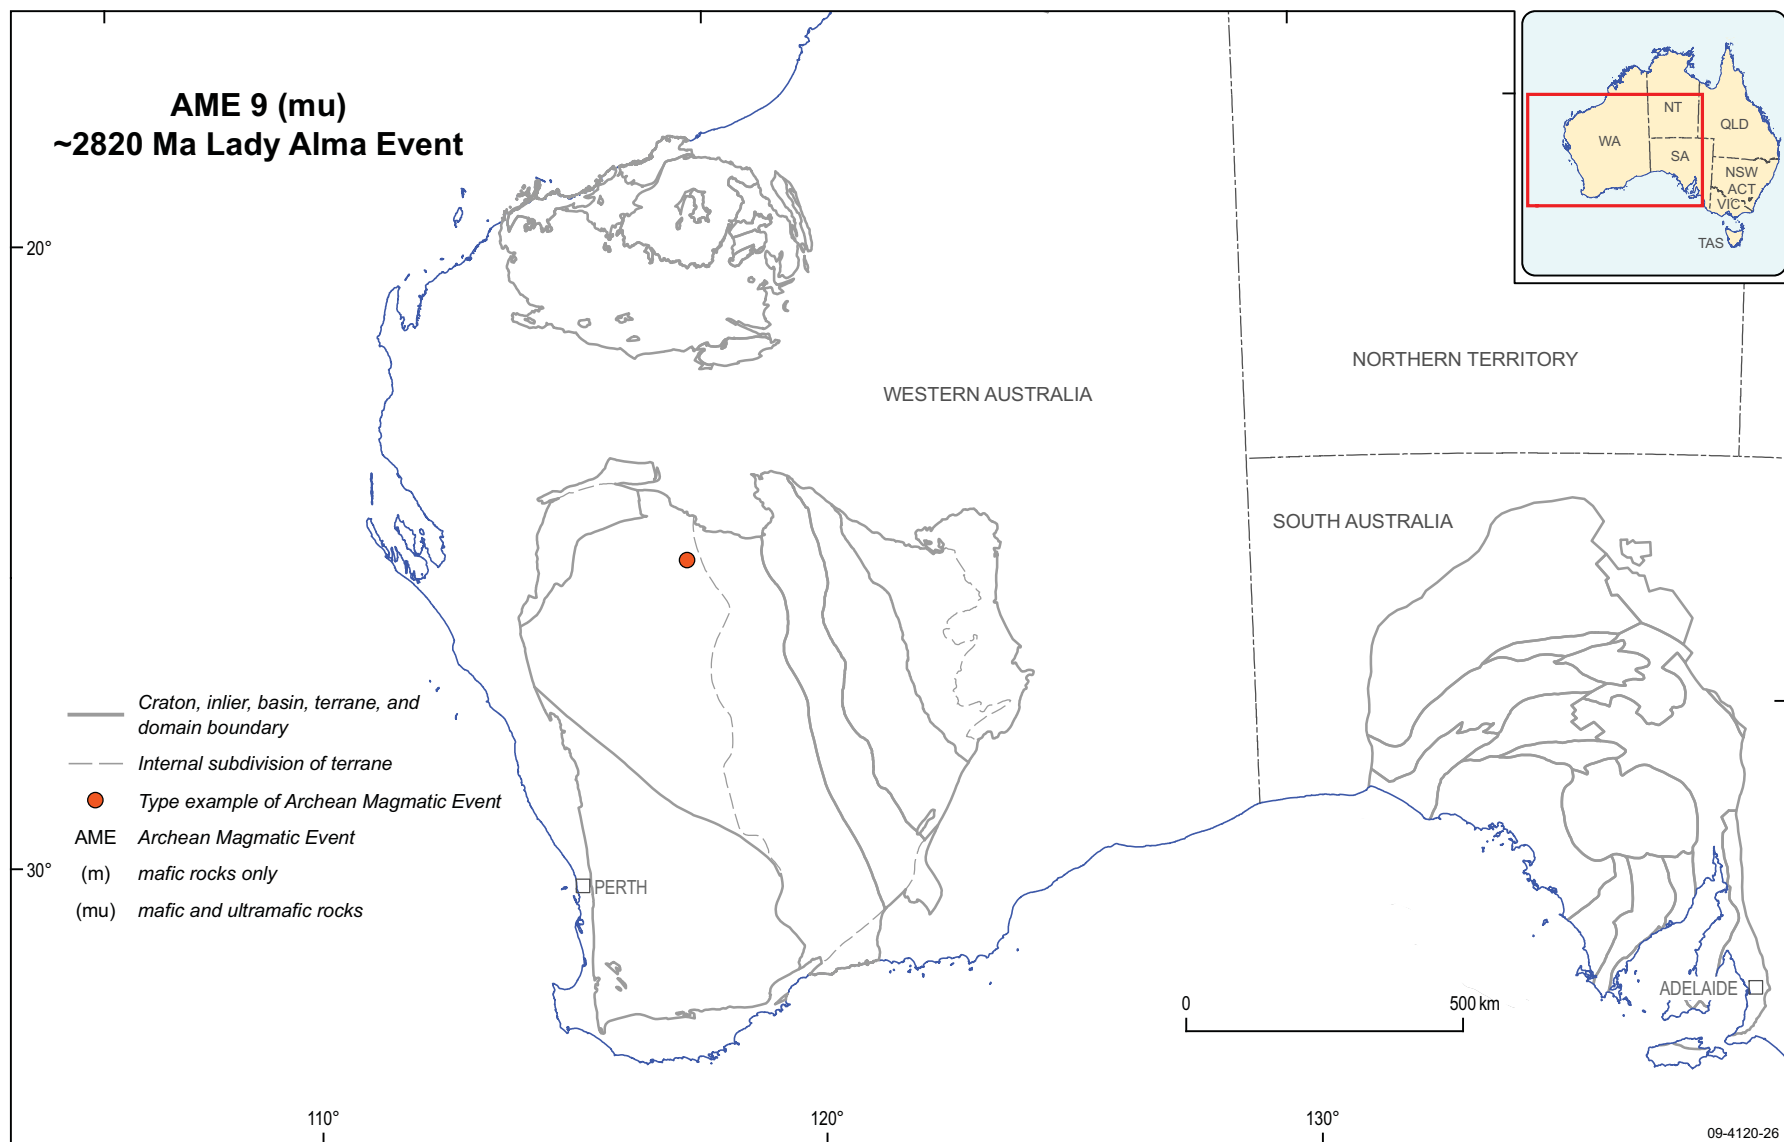 AME 9 (mu)
~2820 Ma Lady Alma Event
NT
QLD
WA
SA
NSW
ACT
VIC
TAS
20°
NORTHERN TERRITORY
WESTERN AUSTRALIA
SOUTH AUSTRALIA
Craton, inlier, basin, terrane, and
domain boundary
Internal subdivision of terrane
Type example of Archean Magmatic Event
AME Archean Magmatic Event
(m) mafic rocks only
(mu) mafic and ultramafic rocks
30°
PERTH
ADELAIDE
0 500 km
110° 120° 130°
09-4120-26